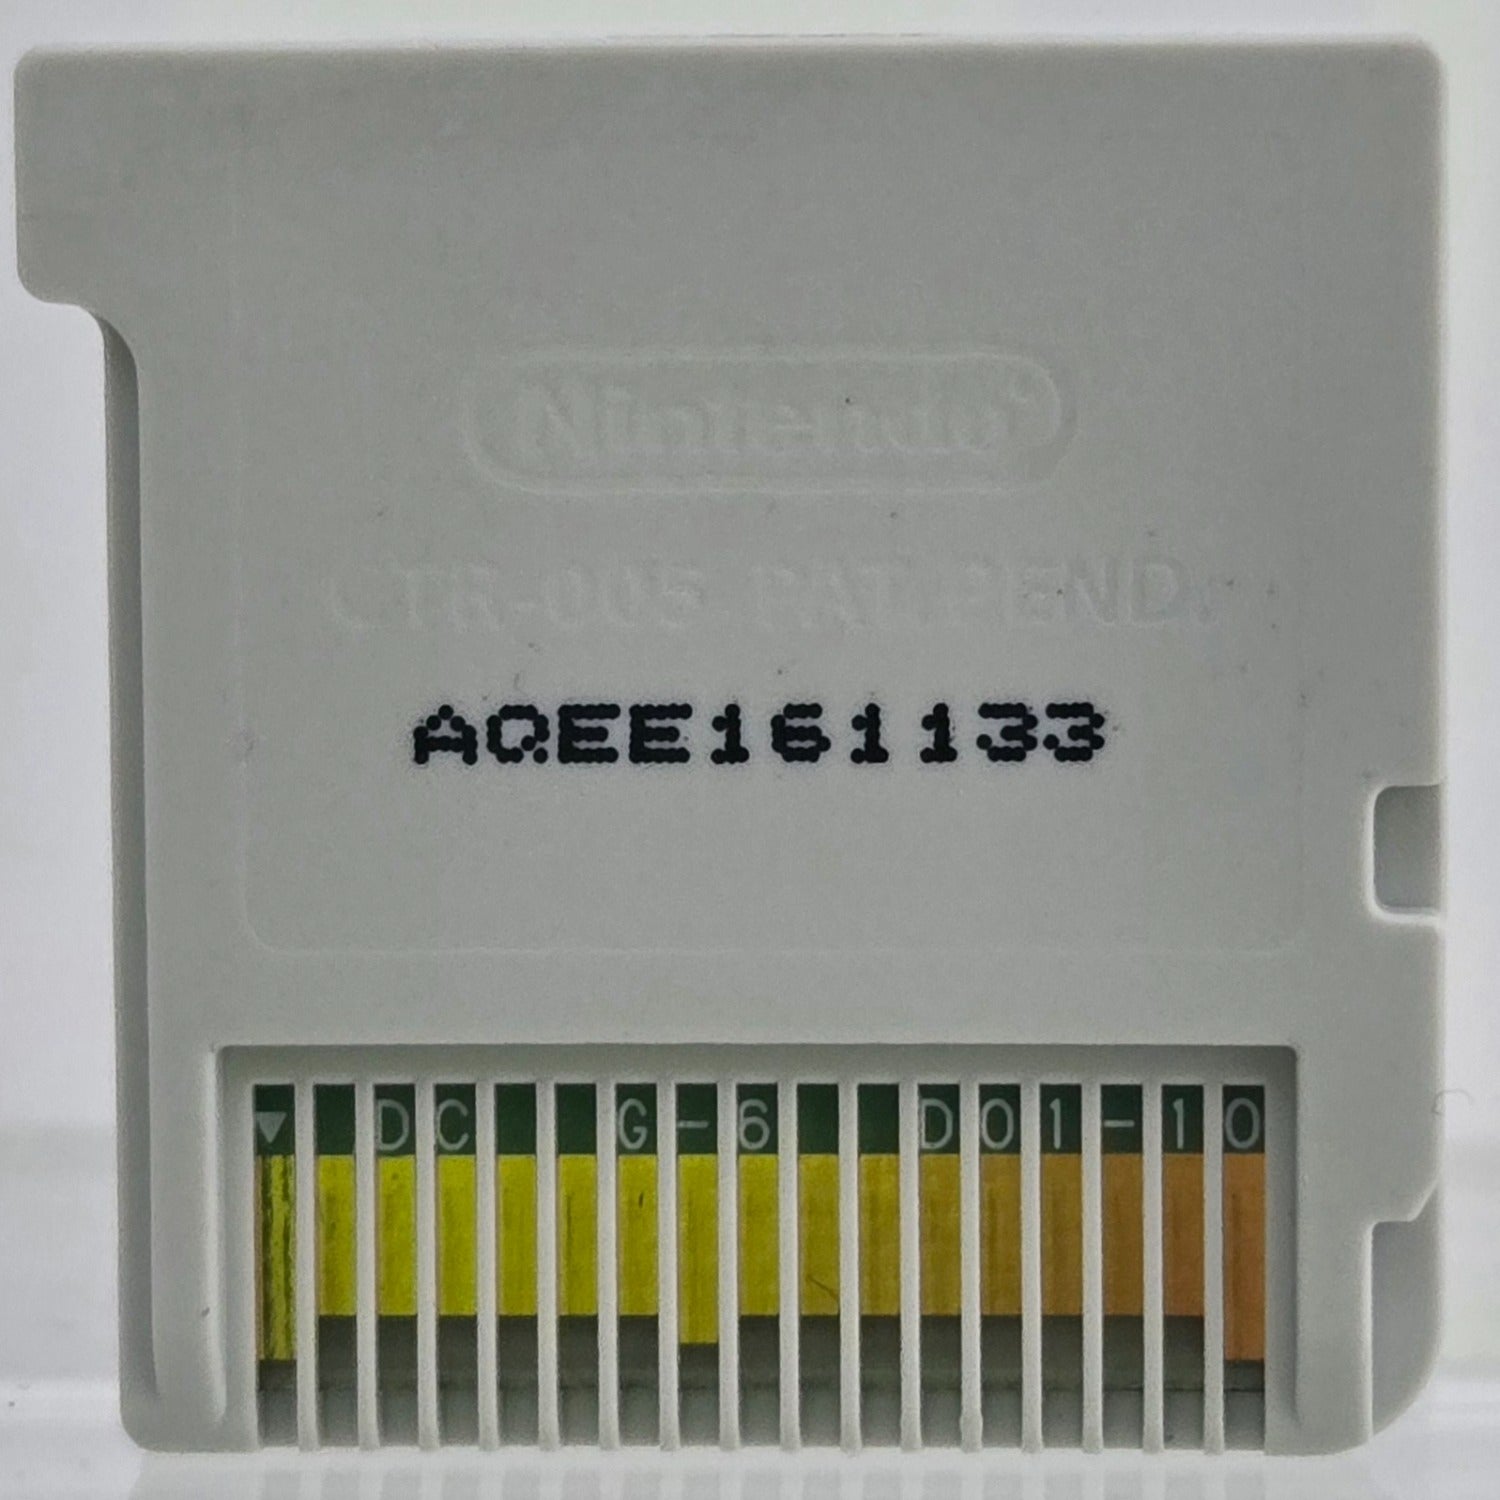 Nintendo
CTR-005 PAT.PEND.
AQEE161133
DC G-6 D01-10